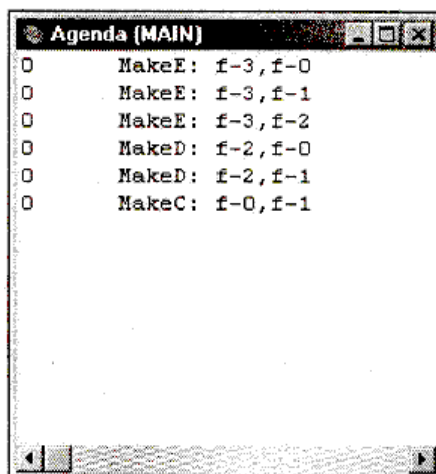 Agenda (MAIN)
0 MakeE: f-3,f-0
0 MakeE: f-3,f-1
0 MakeE: f-3,f-2
0 MakeD: f-2,f-0
0 MakeD: f-2,f-1
0 MakeC: f-0,f-1